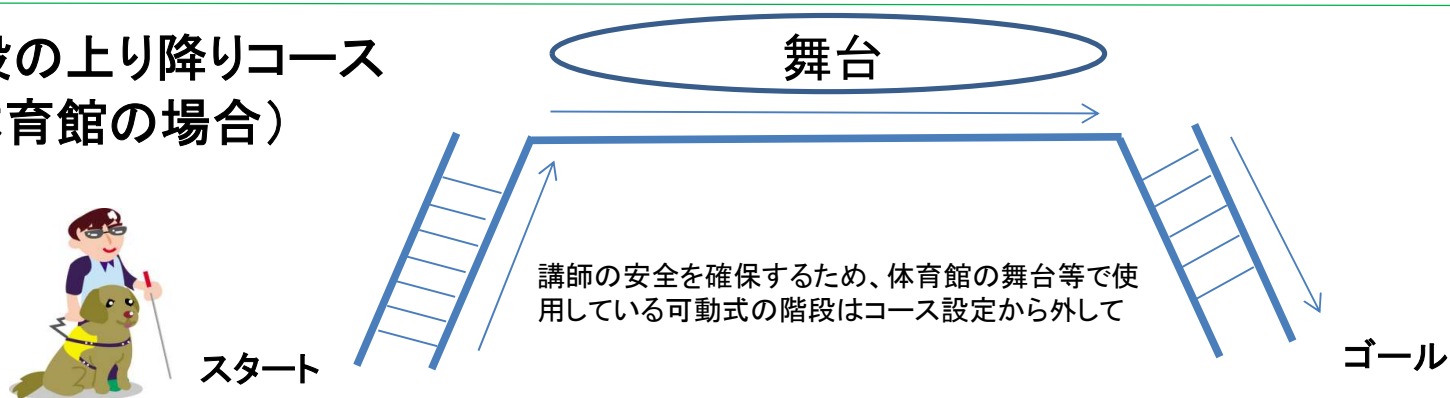 段の上り降りコース
体育館の場合）
舞台
講師の安全を確保するため、体育館の舞台等で使
用している可動式の階段はコース設定から外して
スタート
ゴール